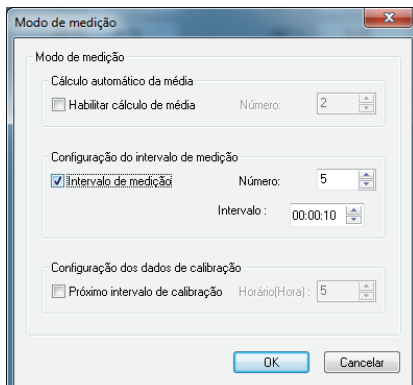 Modo de medição
Modo de medição
Cálculo automático da média
Habilitar cálculo de média Número: 2
Configuração do intervalo de medição
Intervalo de medição Número: 5
Intervalo : 00:00:10
Configuração dos dados de calibração
Próximo intervalo de calibração Horário(Hora) : 5
OK Cancelar